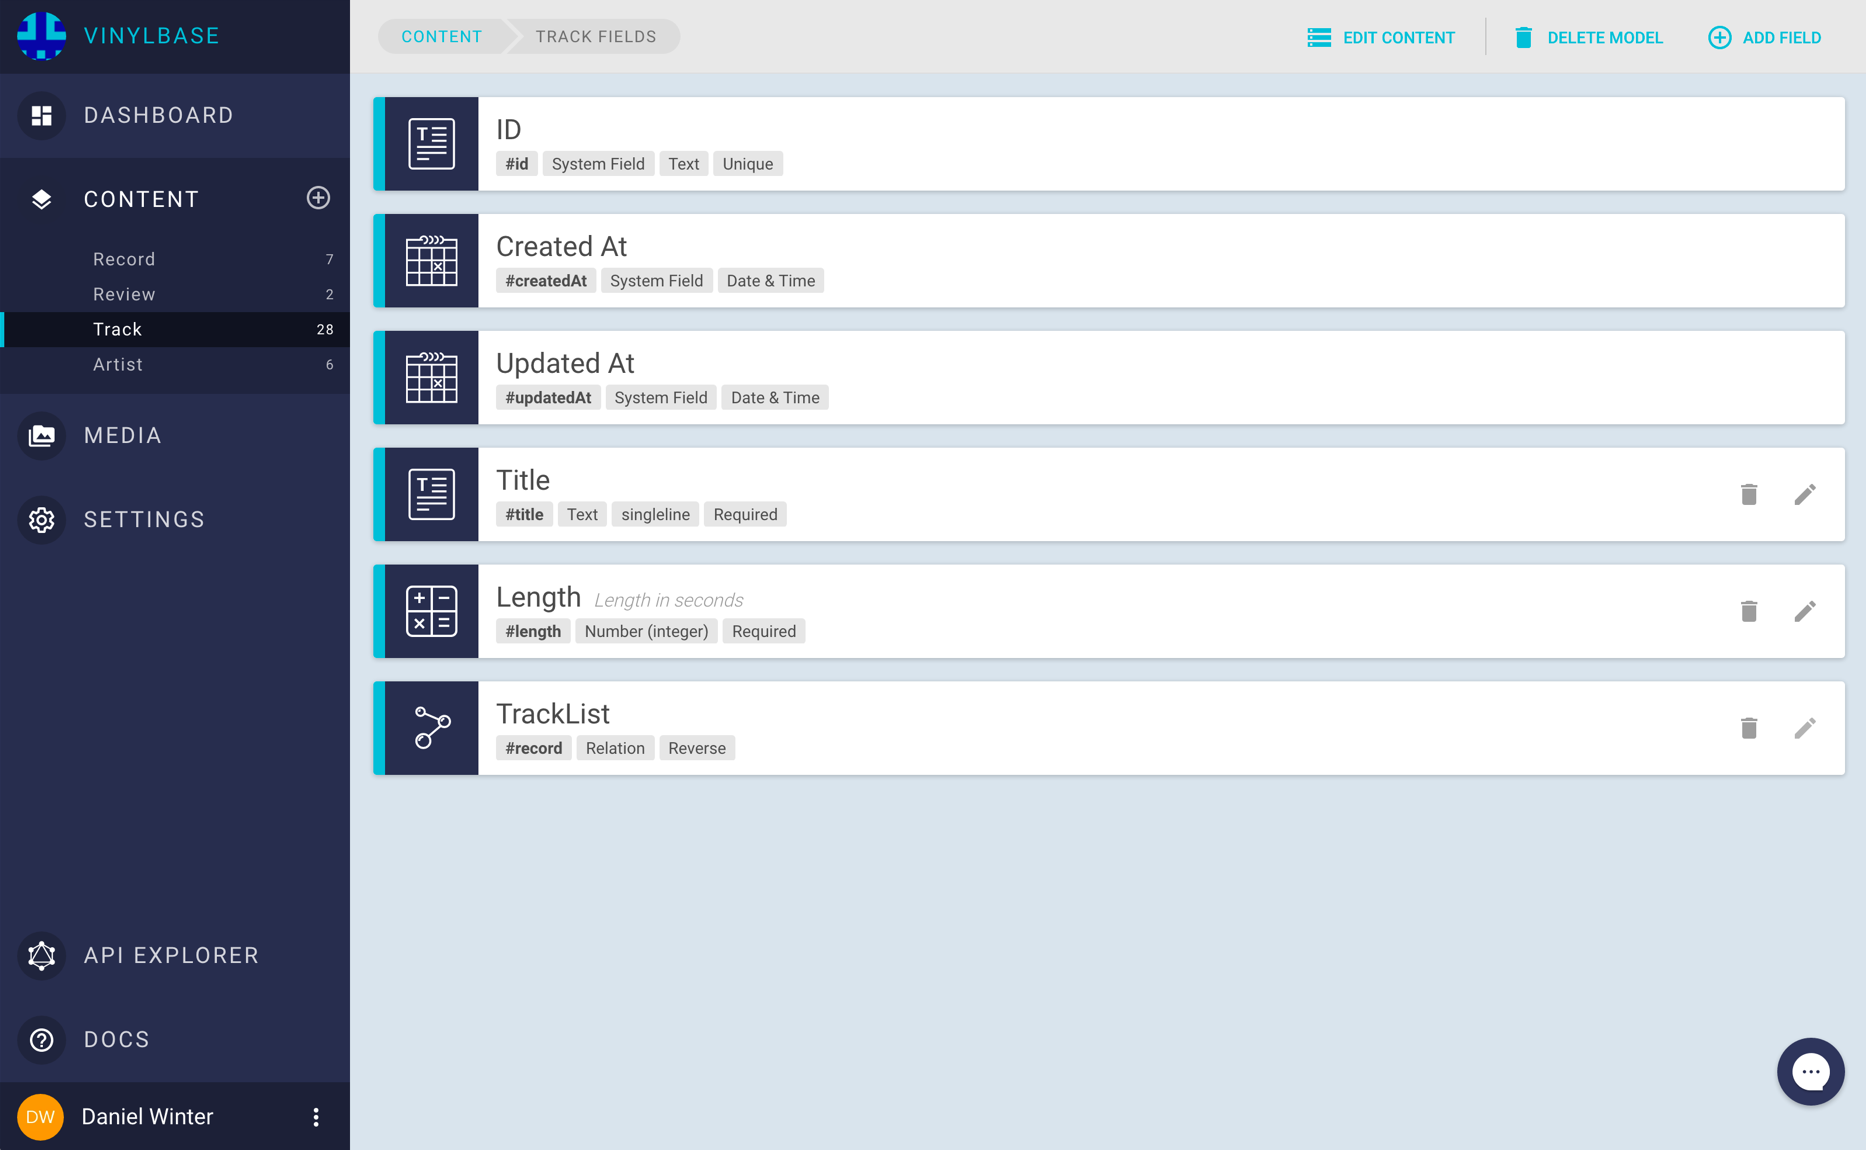 VINYLBASE
DASHBOARD
CONTENT
Record 7
Review 2
Track 28
Artist 6
MEDIA
SETTINGS
API EXPLORER
DOCS
DW Daniel Winter
CONTENT TRACK FIELDS
EDIT CONTENT DELETE MODEL ADD FIELD
ID
#id System Field Text Unique
Created At
#createdAt System Field Date & Time
Updated At
#updatedAt System Field Date & Time
Title
#title Text singleline Required
Length Length in seconds
#length Number (integer) Required
TrackList
#record Relation Reverse